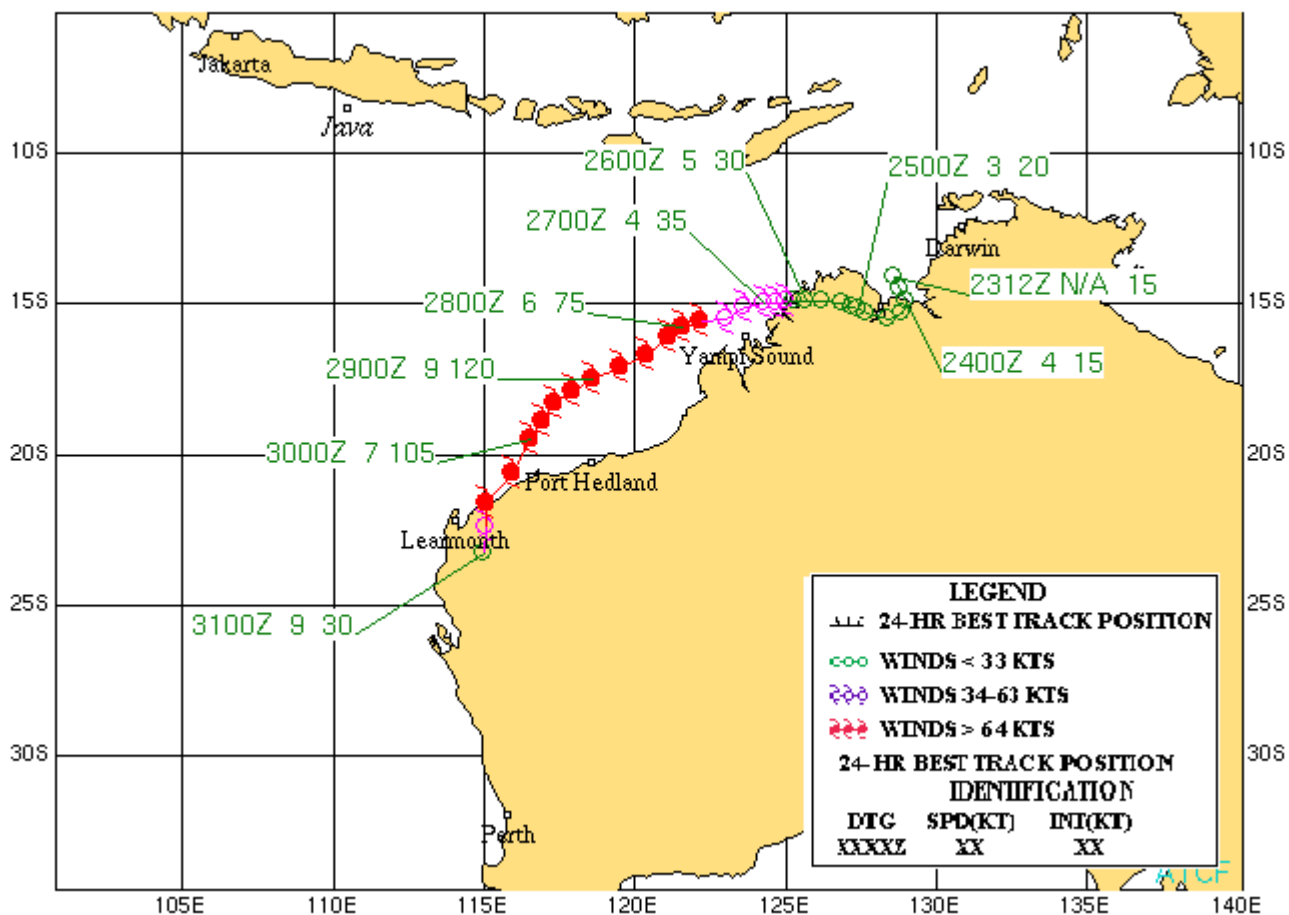 Jakarta
Java
10S
10S
2600Z 5 30
2500Z 3 20
2700Z 4 35
Darwin
2312Z N/A 15
15S
15S
2800Z 6 75
Yampi Sound
2400Z 4 15
2900Z 9 120
3000Z 7 105
20S
20S
Port Hedland
Learmonth
25S
25S
3100Z 9 30
LEGEND
24-HR BEST TRACK POSITION
WINDS < 33 KTS
WINDS 34-63 KTS
WINDS > 64 KTS
30S
30S
24-HR BEST TRACK POSITION
IDENTIFICATION
DTG SPD(KT) INT(KT)
XXXXZ XX XX
Perth
ATCF
105E 110E 115E 120E 125E 130E 135E 140E